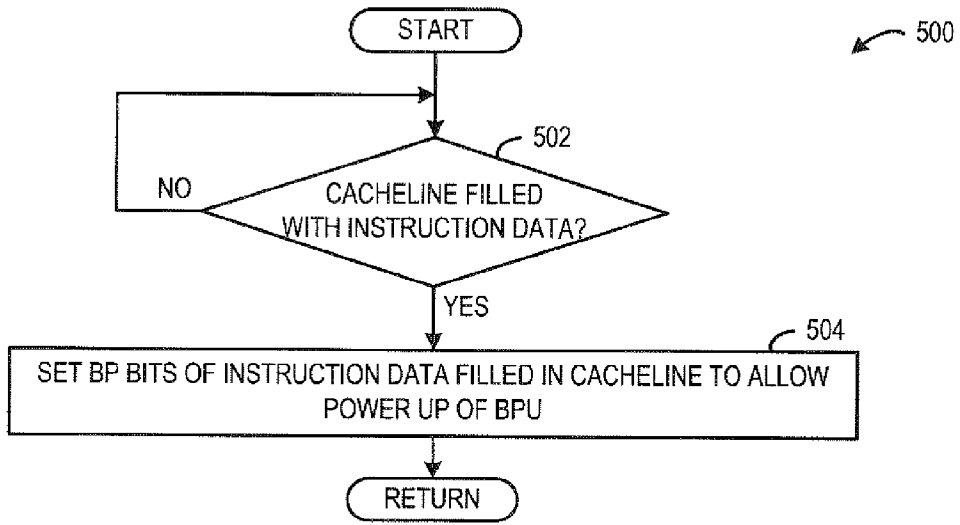 START
500
502
CACHELINE FILLED
WITH INSTRUCTION DATA?
NO
YES
504
SET BP BITS OF INSTRUCTION DATA FILLED IN CACHELINE TO ALLOW
POWER UP OF BPU
RETURN